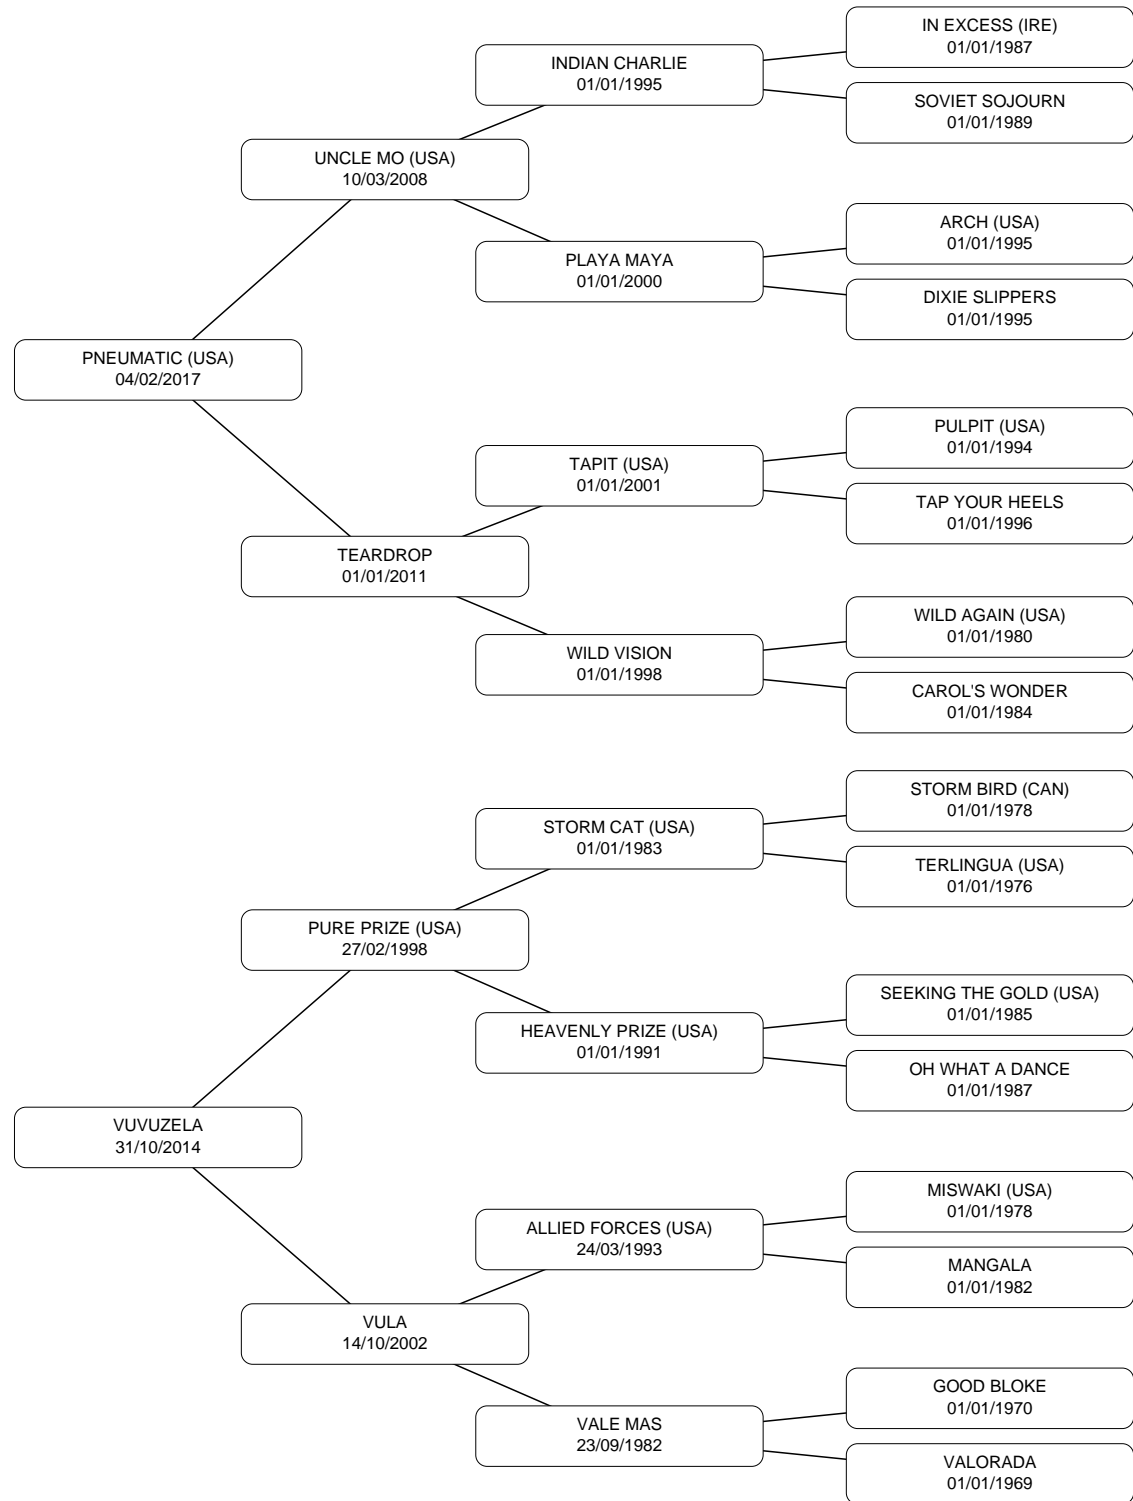 IN EXCESS (IRE)
01/01/1987
INDIAN CHARLIE
01/01/1995
SOVIET SOJOURN
01/01/1989
UNCLE MO (USA)
10/03/2008
ARCH (USA)
01/01/1995
PLAYA MAYA
01/01/2000
DIXIE SLIPPERS
01/01/1995
PNEUMATIC (USA)
04/02/2017
PULPIT (USA)
01/01/1994
TAPIT (USA)
01/01/2001
TAP YOUR HEELS
01/01/1996
TEARDROP
01/01/2011
WILD AGAIN (USA)
01/01/1980
WILD VISION
01/01/1998
CAROL'S WONDER
01/01/1984
STORM BIRD (CAN)
01/01/1978
STORM CAT (USA)
01/01/1983
TERLINGUA (USA)
01/01/1976
PURE PRIZE (USA)
27/02/1998
SEEKING THE GOLD (USA)
01/01/1985
HEAVENLY PRIZE (USA)
01/01/1991
OH WHAT A DANCE
01/01/1987
VUVUZELA
31/10/2014
MISWAKI (USA)
01/01/1978
ALLIED FORCES (USA)
24/03/1993
MANGALA
01/01/1982
VULA
14/10/2002
GOOD BLOKE
01/01/1970
VALE MAS
23/09/1982
VALORADA
01/01/1969